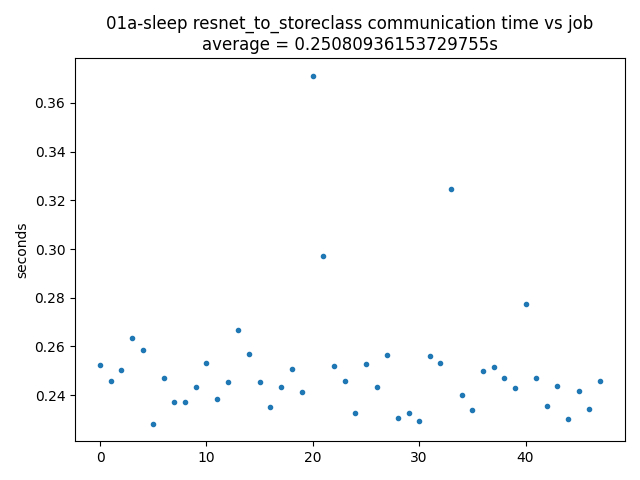 01a-sleep resnet_to_storeclass communication time vs job
average = 0.25080936153729755s
seconds
0.36
0.34
0.32
0.30
0.28
0.26
0.24
0 10 20 30 40